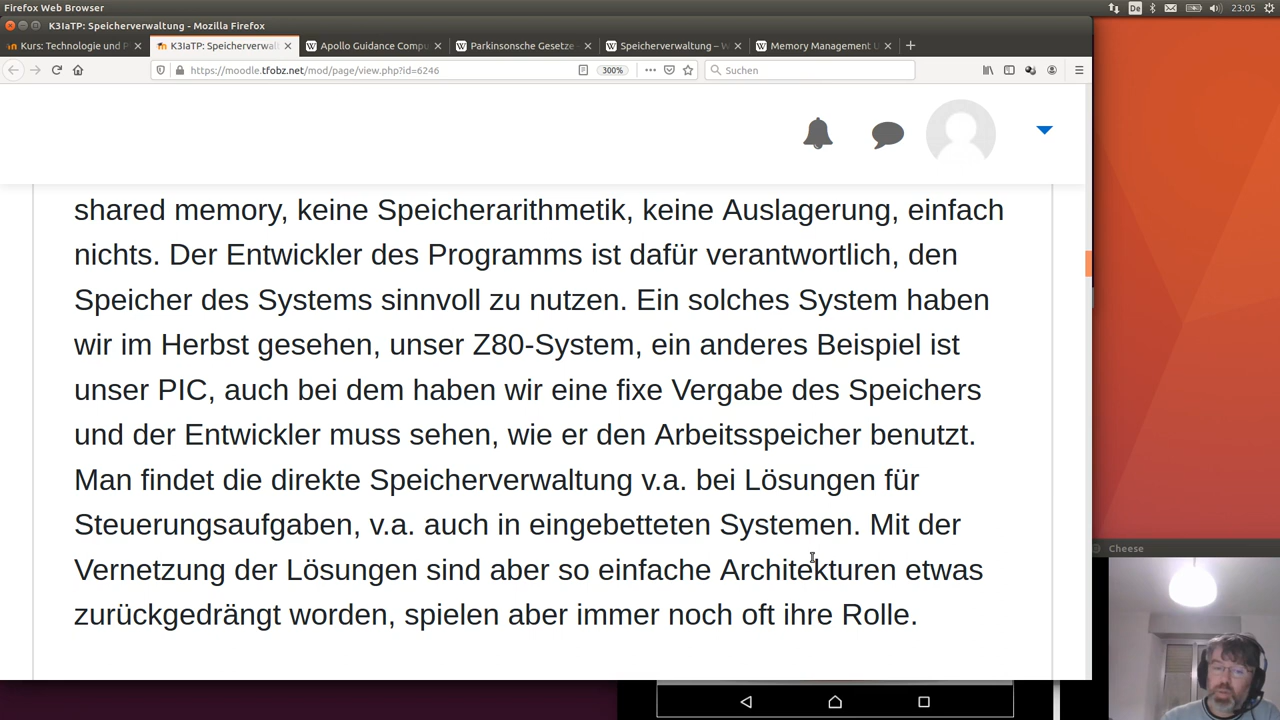 Firefox Web Browser
De
23:05
K3IaTP: Speicherverwaltung - Mozilla Firefox
Kurs: Technologie und P
K3IaTP: Speicherverwal
Apollo Guidance Compu
Parkinsonsche Gesetze
Speicherverwaltung – W
Memory Management U
https://moodle.tfobz.net/mod/page/view.php?id=6246
300%
Suchen
shared memory, keine Speicherarithmetik, keine Auslagerung, einfach
nichts. Der Entwickler des Programms ist dafür verantwortlich, den
Speicher des Systems sinnvoll zu nutzen. Ein solches System haben
wir im Herbst gesehen, unser Z80-System, ein anderes Beispiel ist
unser PIC, auch bei dem haben wir eine fixe Vergabe des Speichers
und der Entwickler muss sehen, wie er den Arbeitsspeicher benutzt.
Man findet die direkte Speicherverwaltung v.a. bei Lösungen für
Steuerungsaufgaben, v.a. auch in eingebetteten Systemen. Mit der
Vernetzung der Lösungen sind aber so einfache Architekturen etwas
zurückgedrängt worden, spielen aber immer noch oft ihre Rolle.
Cheese